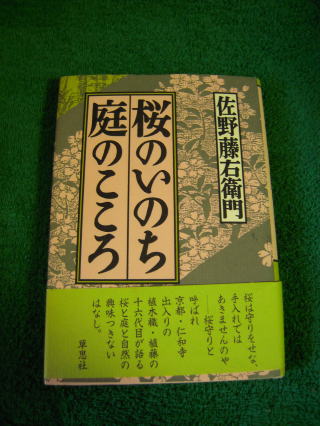 佐野藤右衛門
桜のいのち
庭のこころ
桜は守りをせな、
手入れでは
あきませんのや
――桜守りと
呼ばれ
京都・仁和寺
出入りの
植木職・植藤の
十六代目が語る
桜と庭と自然の
興味つきない
はなし。
草思社